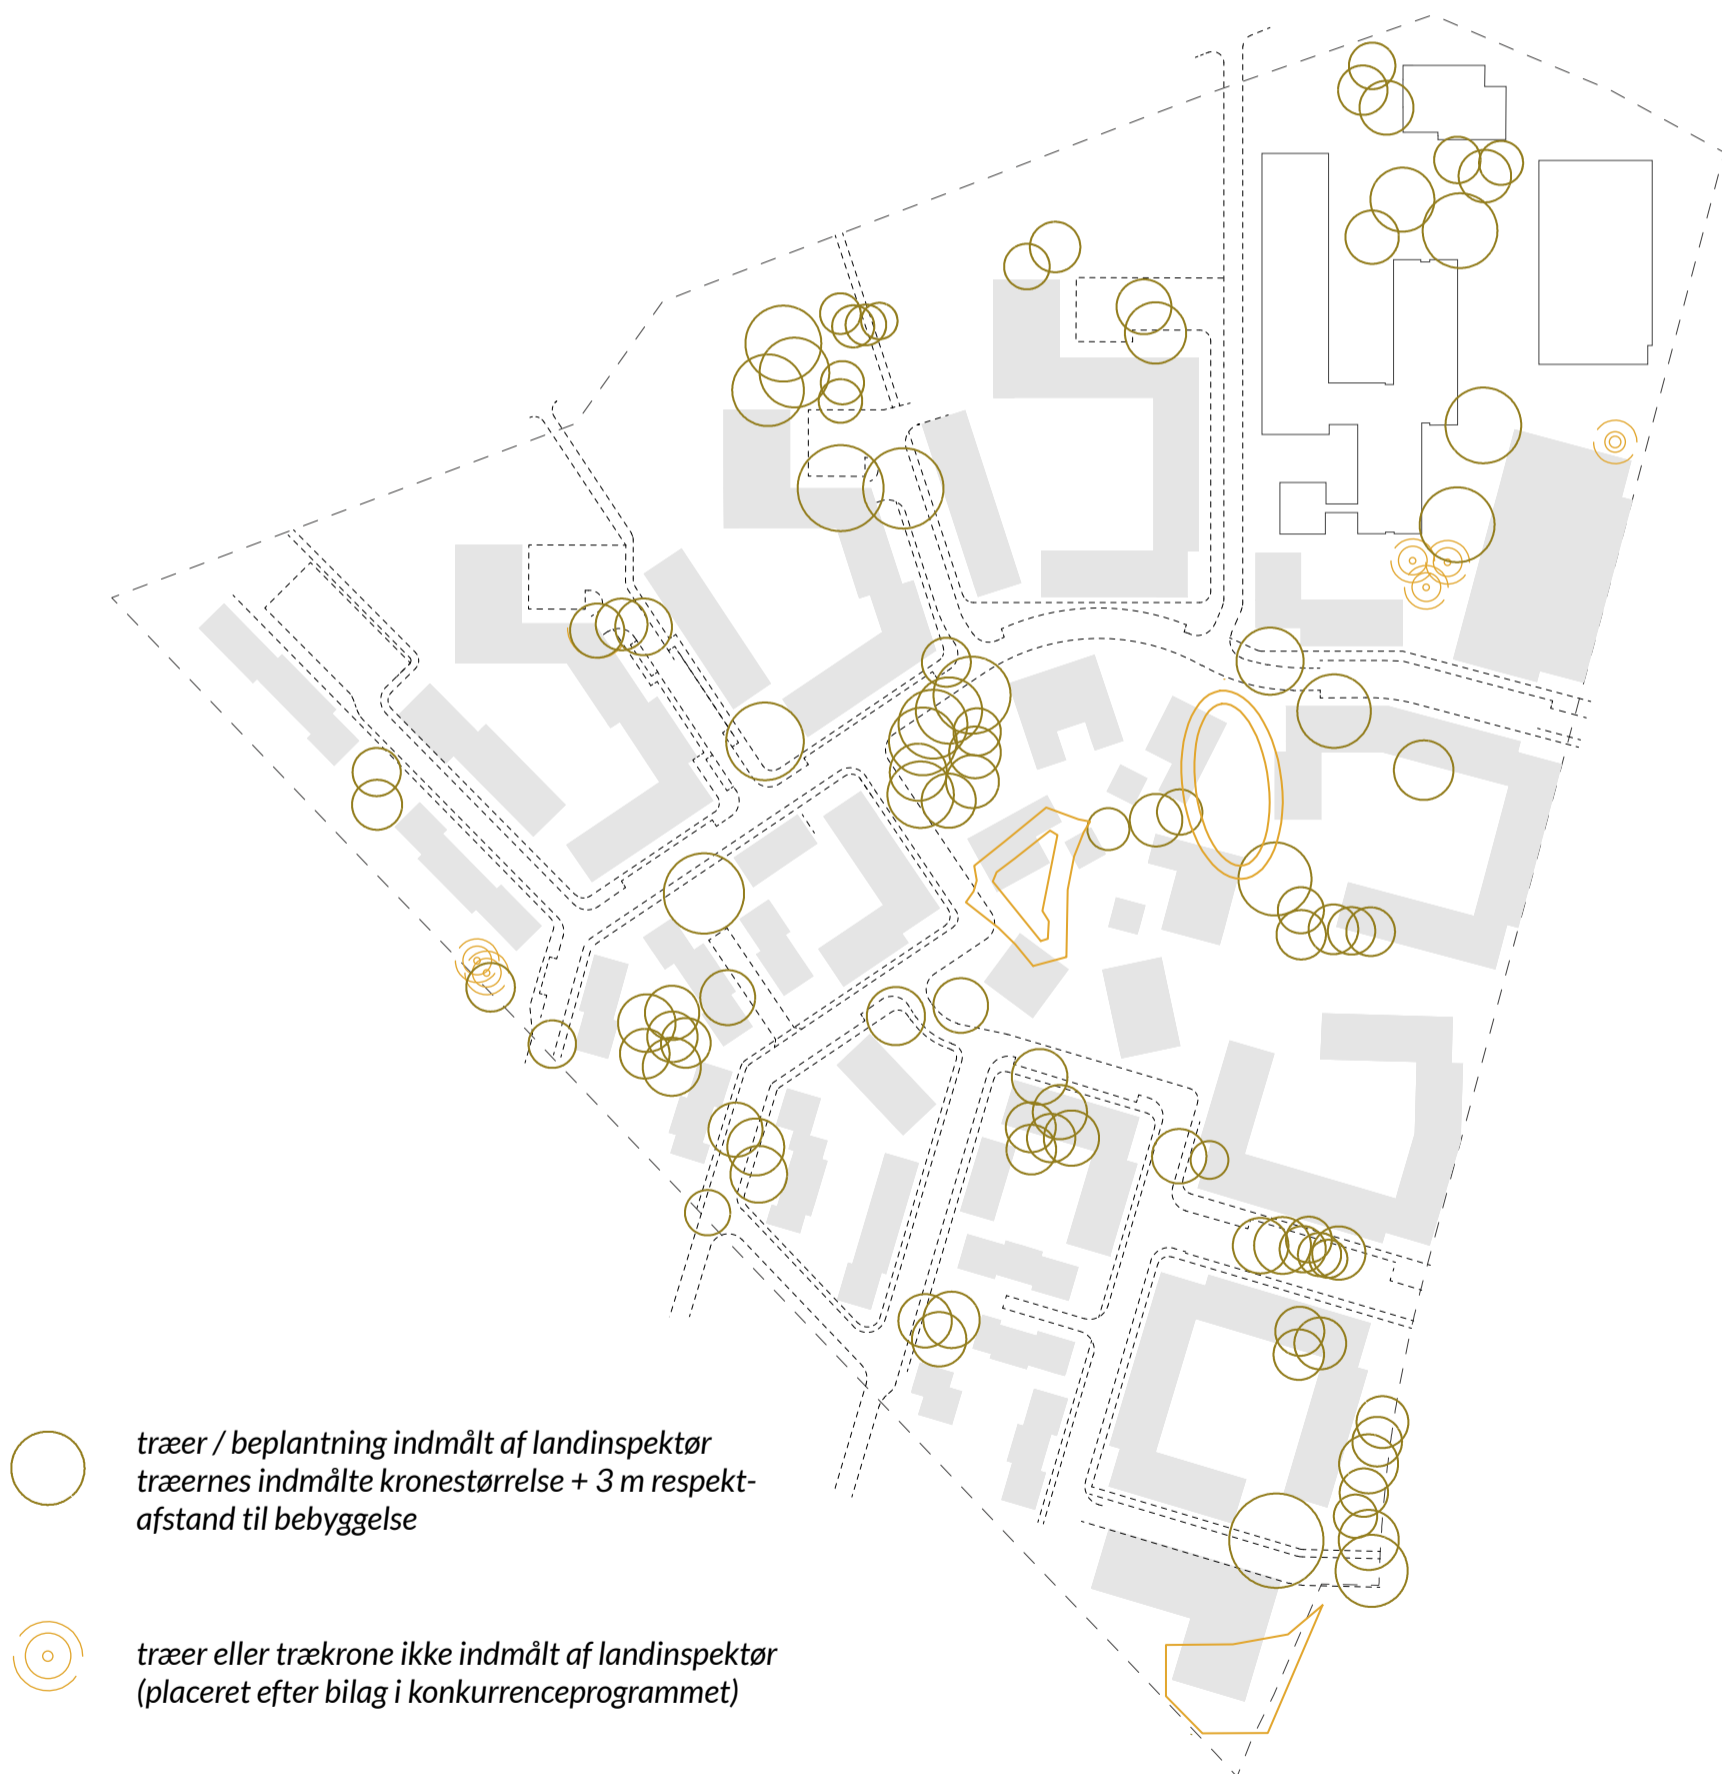 træer / beplantning indmålt af landinspektør
træernes indmålte kronestørrelse + 3 m respekt-
afstand til bebyggelse
træer eller trækrone ikke indmålt af landinspektør
(placeret efter bilag i konkurrenceprogrammet)